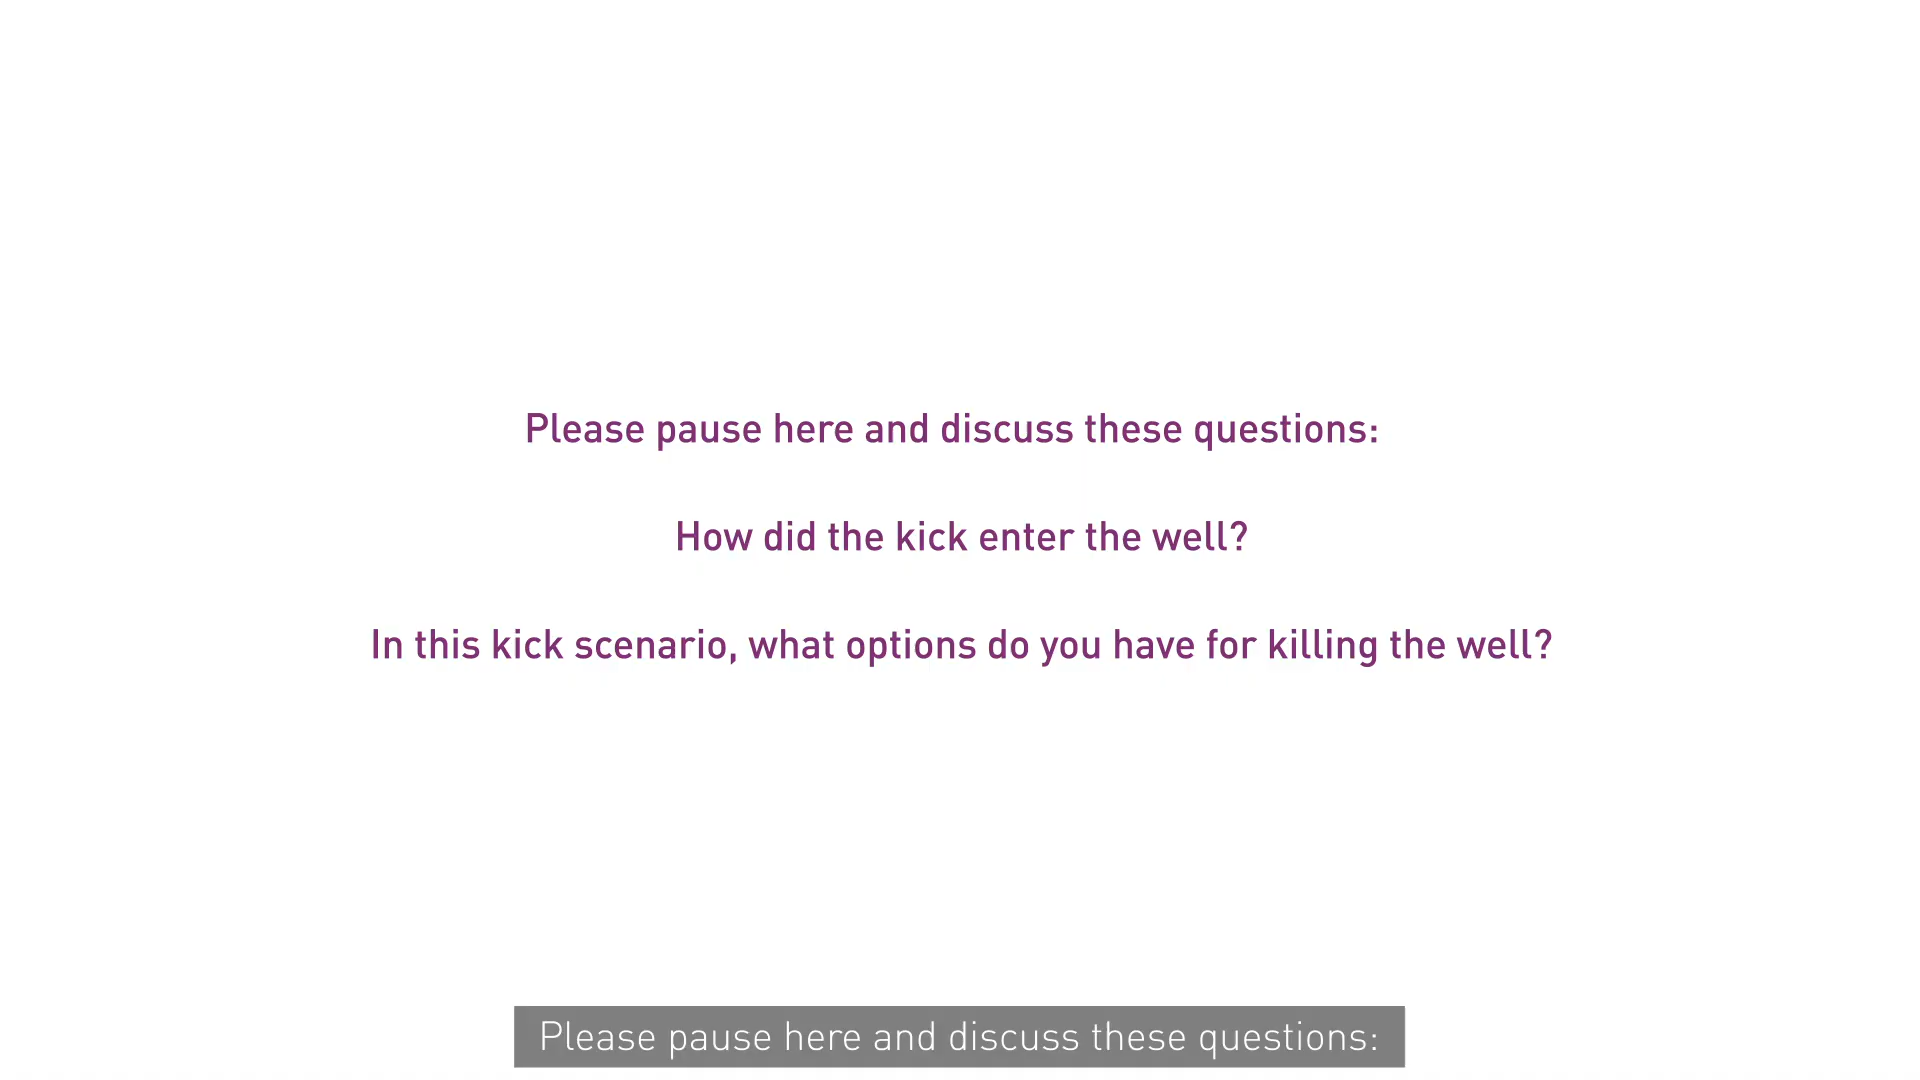 Please pause here and discuss these questions:
How did the kick enter the well?
In this kick scenario, what options do you have for killing the well?
Please pause here and discuss these questions: